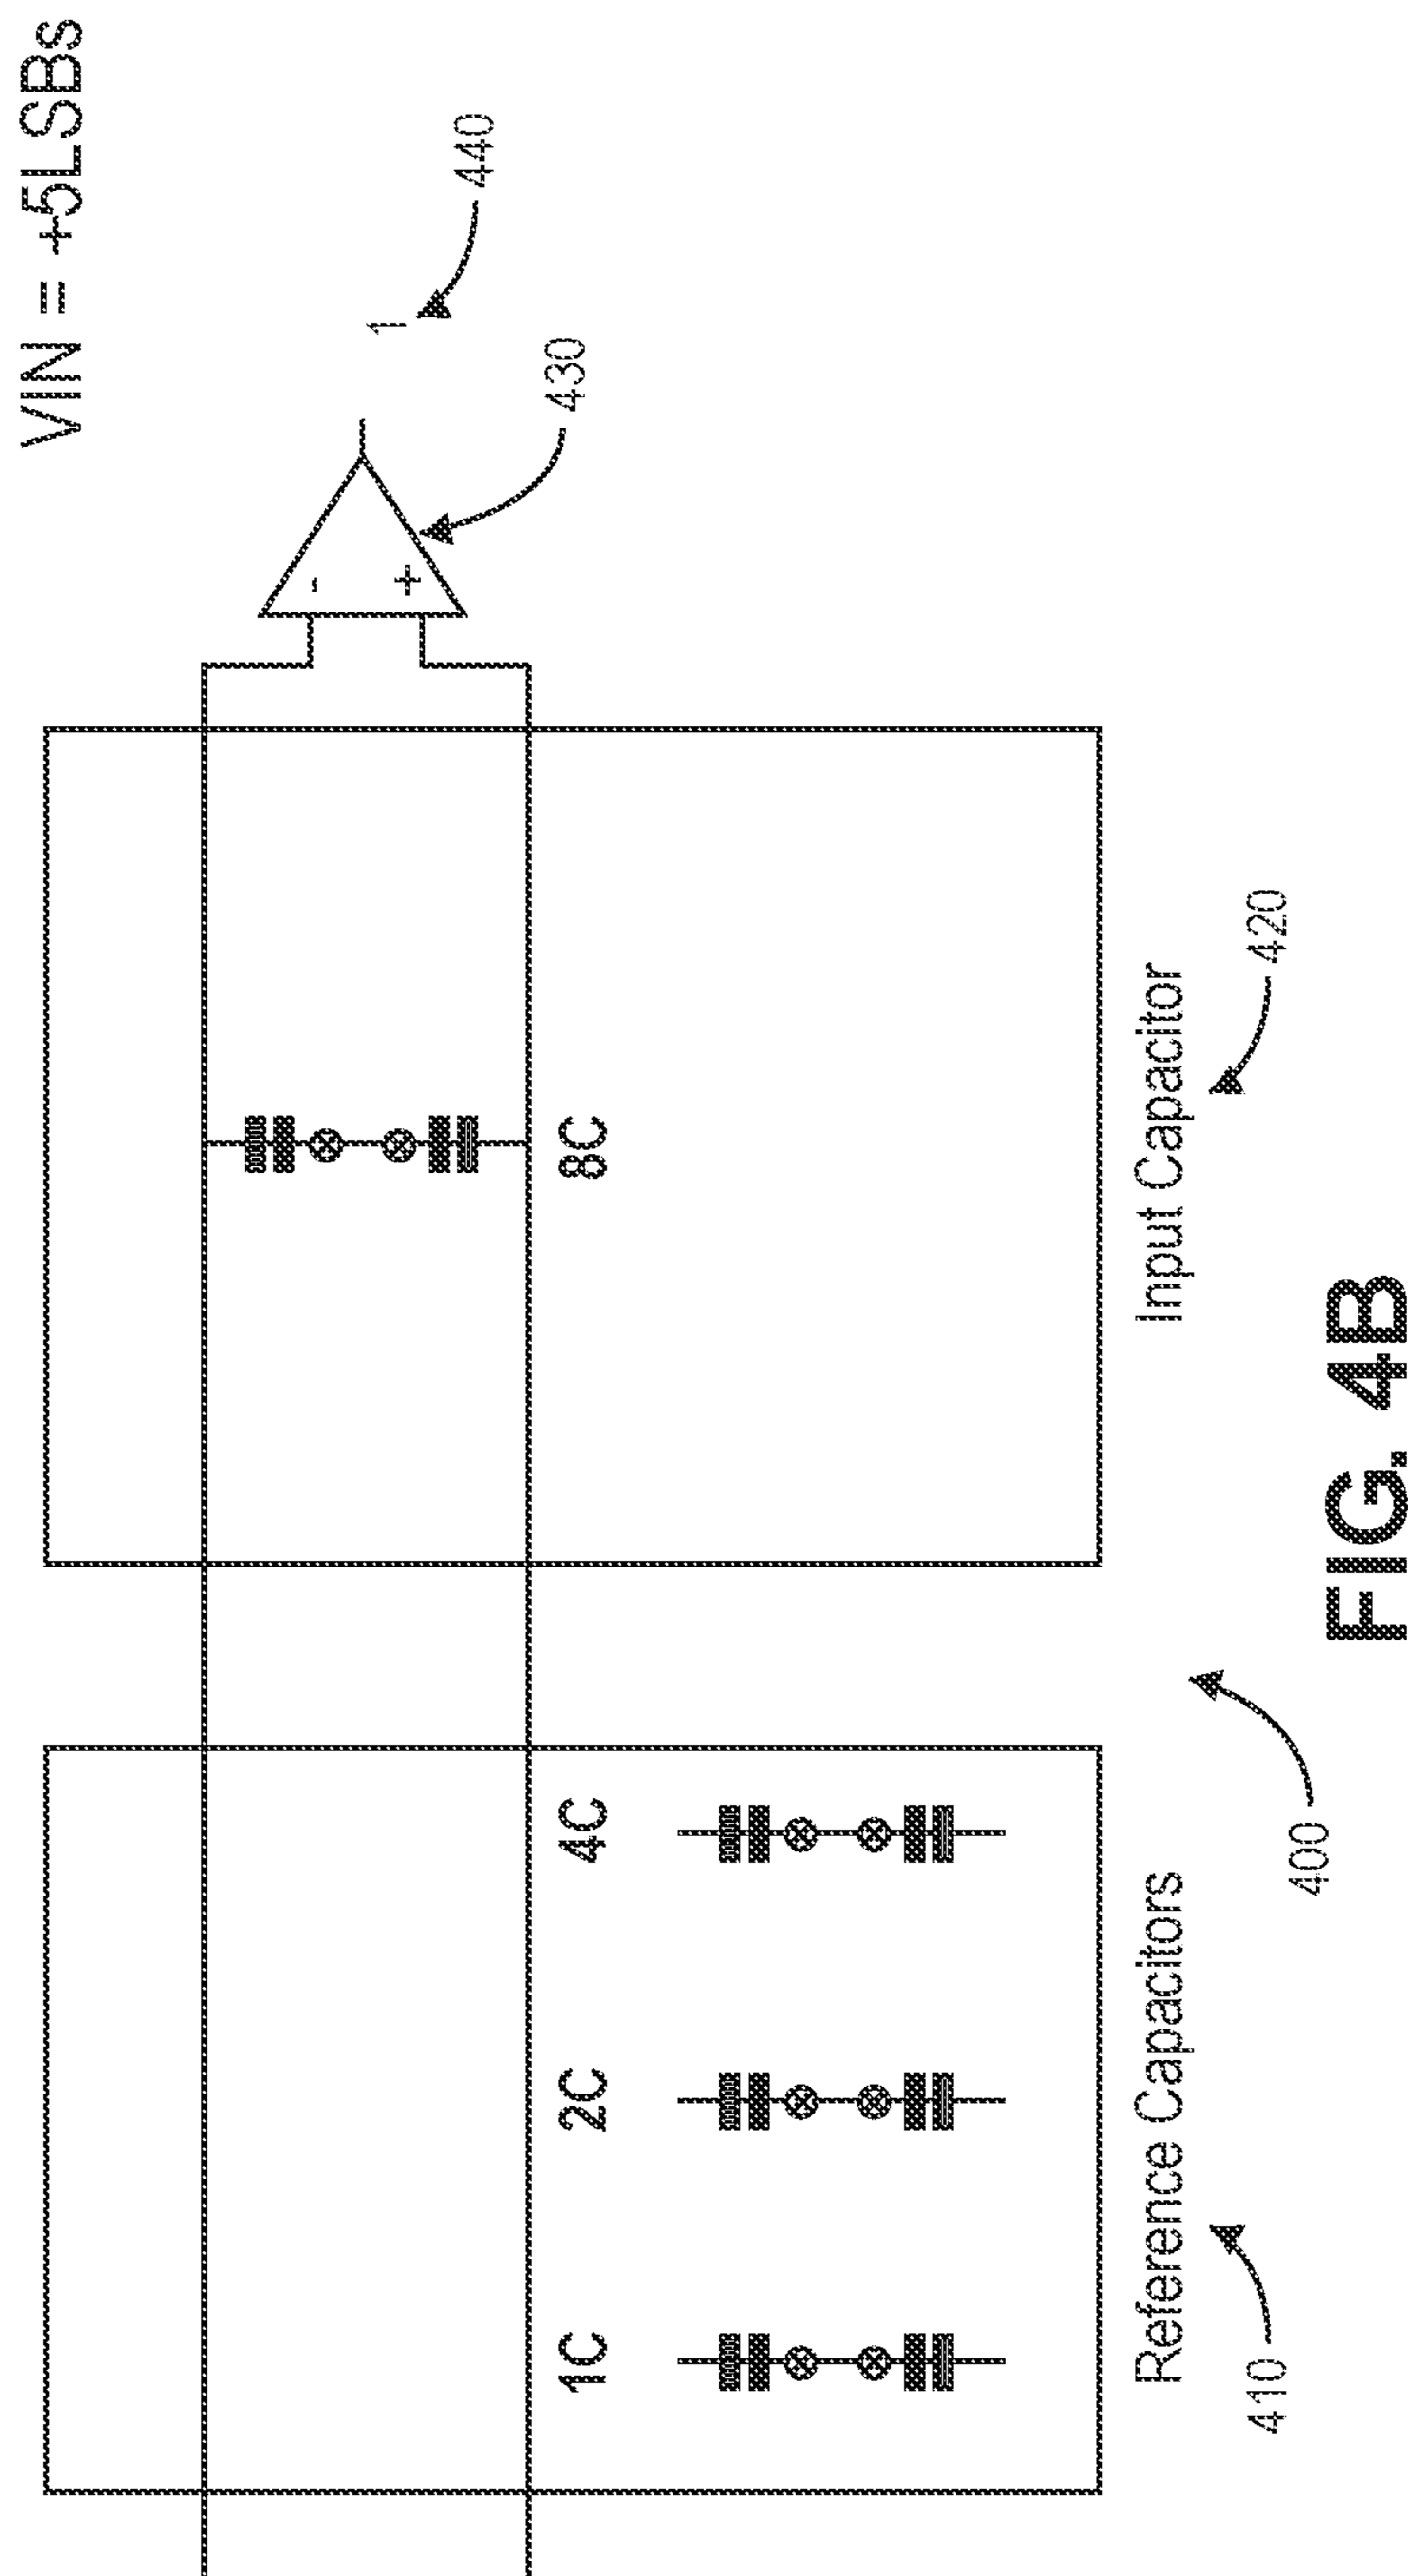 VIN = +5LSBs
-
+
1
440
430
1C
2C
4C
8C
Reference Capacitors
Input Capacitor
410
400
420
FIG. 4B